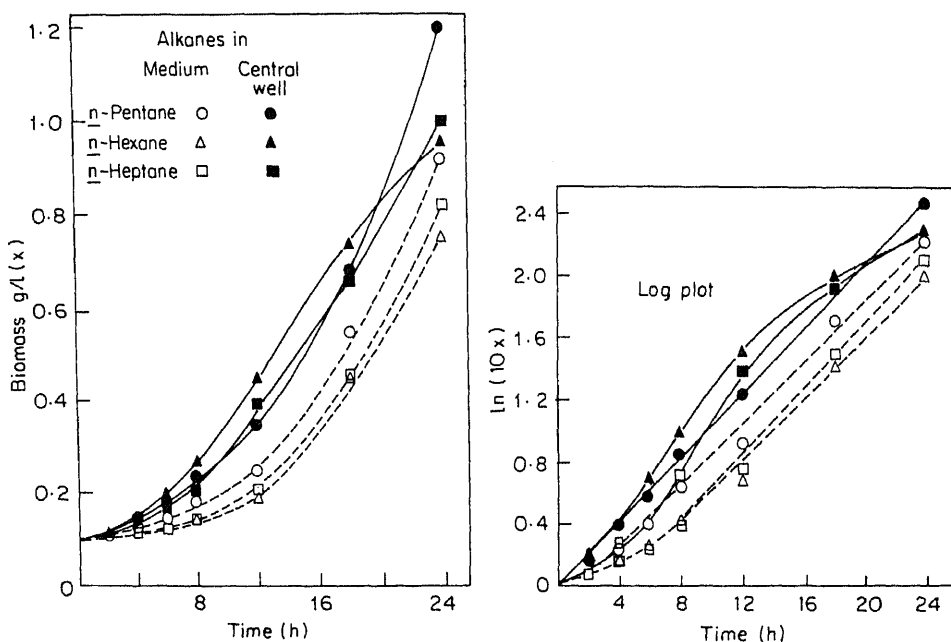 Alkanes in
Medium Central well
n-Pentane
n-Hexane
n-Heptane
Biomass g/l (x)
1·2
1·0
0·8
0·6
0·4
0·2
0
8 16 24
Time (h)
Log plot
ln (10x)
2·4
2·0
1·6
1·2
0·8
0·4
0
4 8 12 16 20 24
Time (h)